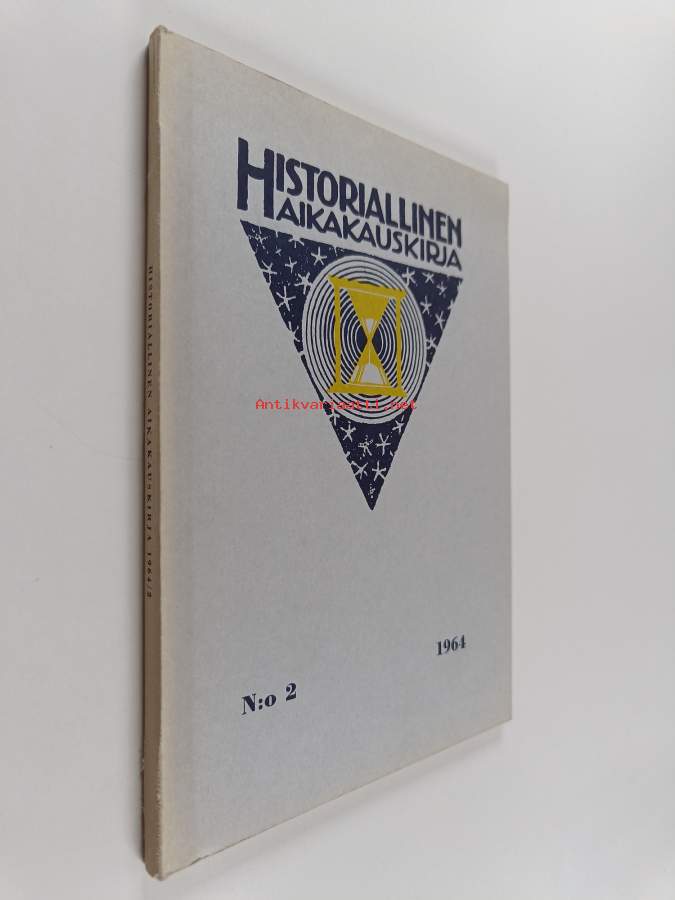 HISTORIALLINEN
AIKAKAUSKIRJA
Antikvariaatti.net
N:o 2
1964
HISTORIALLINEN AIKAKAUSKIRJA 1964/2